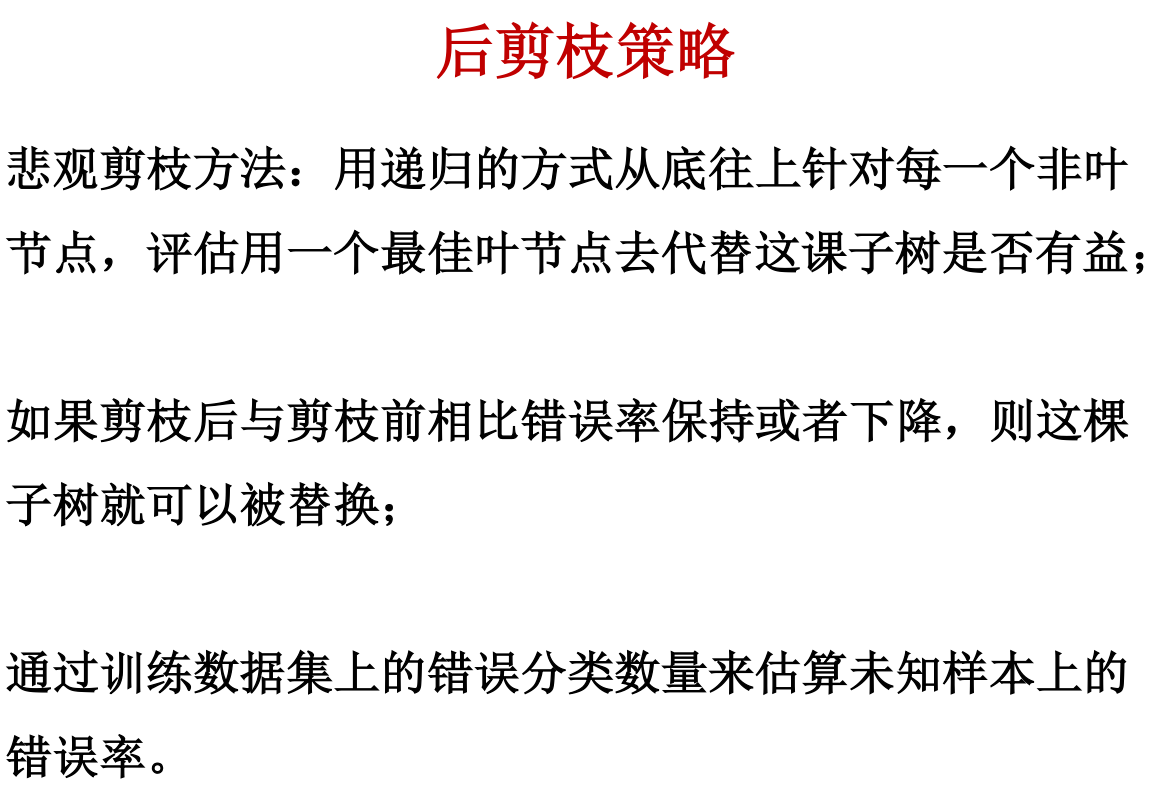 后剪枝策略
悲观剪枝方法：用递归的方式从底往上针对每一个非叶
节点，评估用一个最佳叶节点去代替这课子树是否有益；
如果剪枝后与剪枝前相比错误率保持或者下降，则这棵
子树就可以被替换；
通过训练数据集上的错误分类数量来估算未知样本上的
错误率。